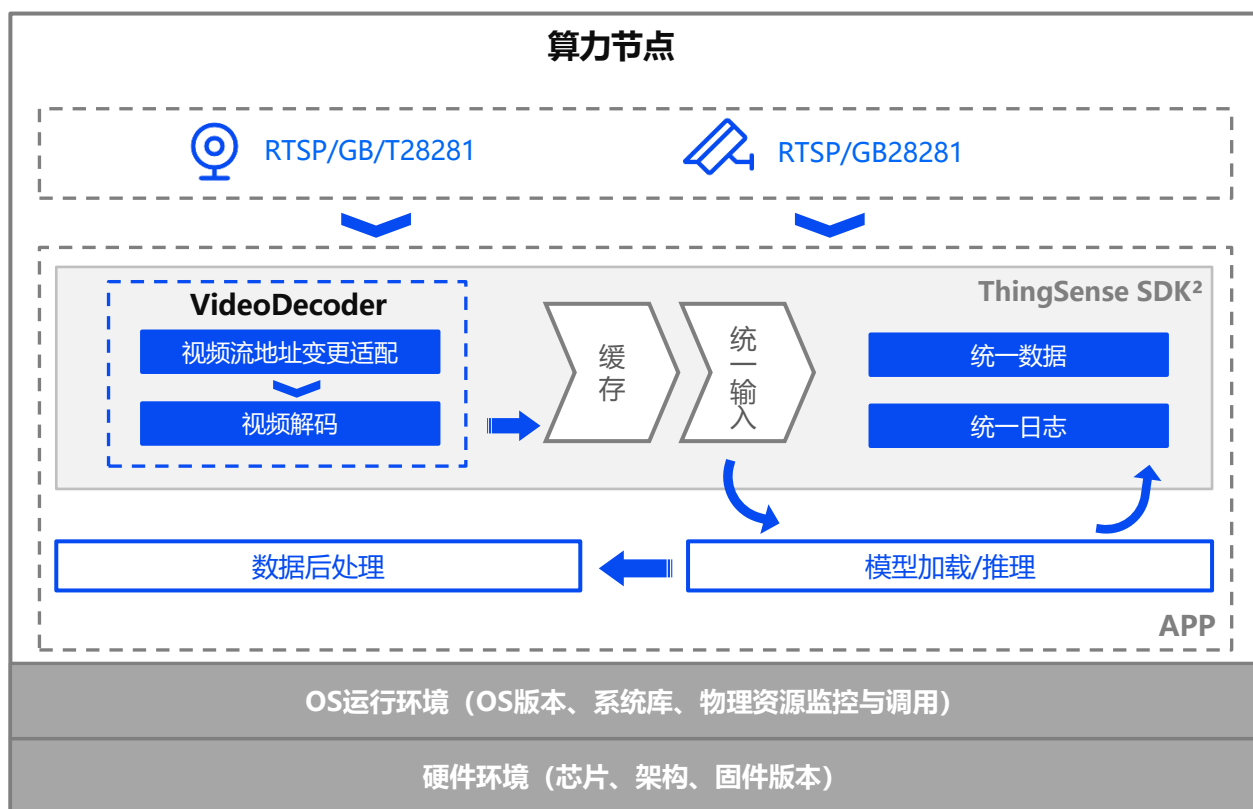 算力节点
RTSP/GB/T28281
RTSP/GB28281
ThingSense SDK²
VideoDecoder
视频流地址变更适配
视频解码
缓存
统一输入
统一数据
统一日志
数据后处理
模型加载/推理
APP
OS运行环境（OS版本、系统库、物理资源监控与调用）
硬件环境（芯片、架构、固件版本）